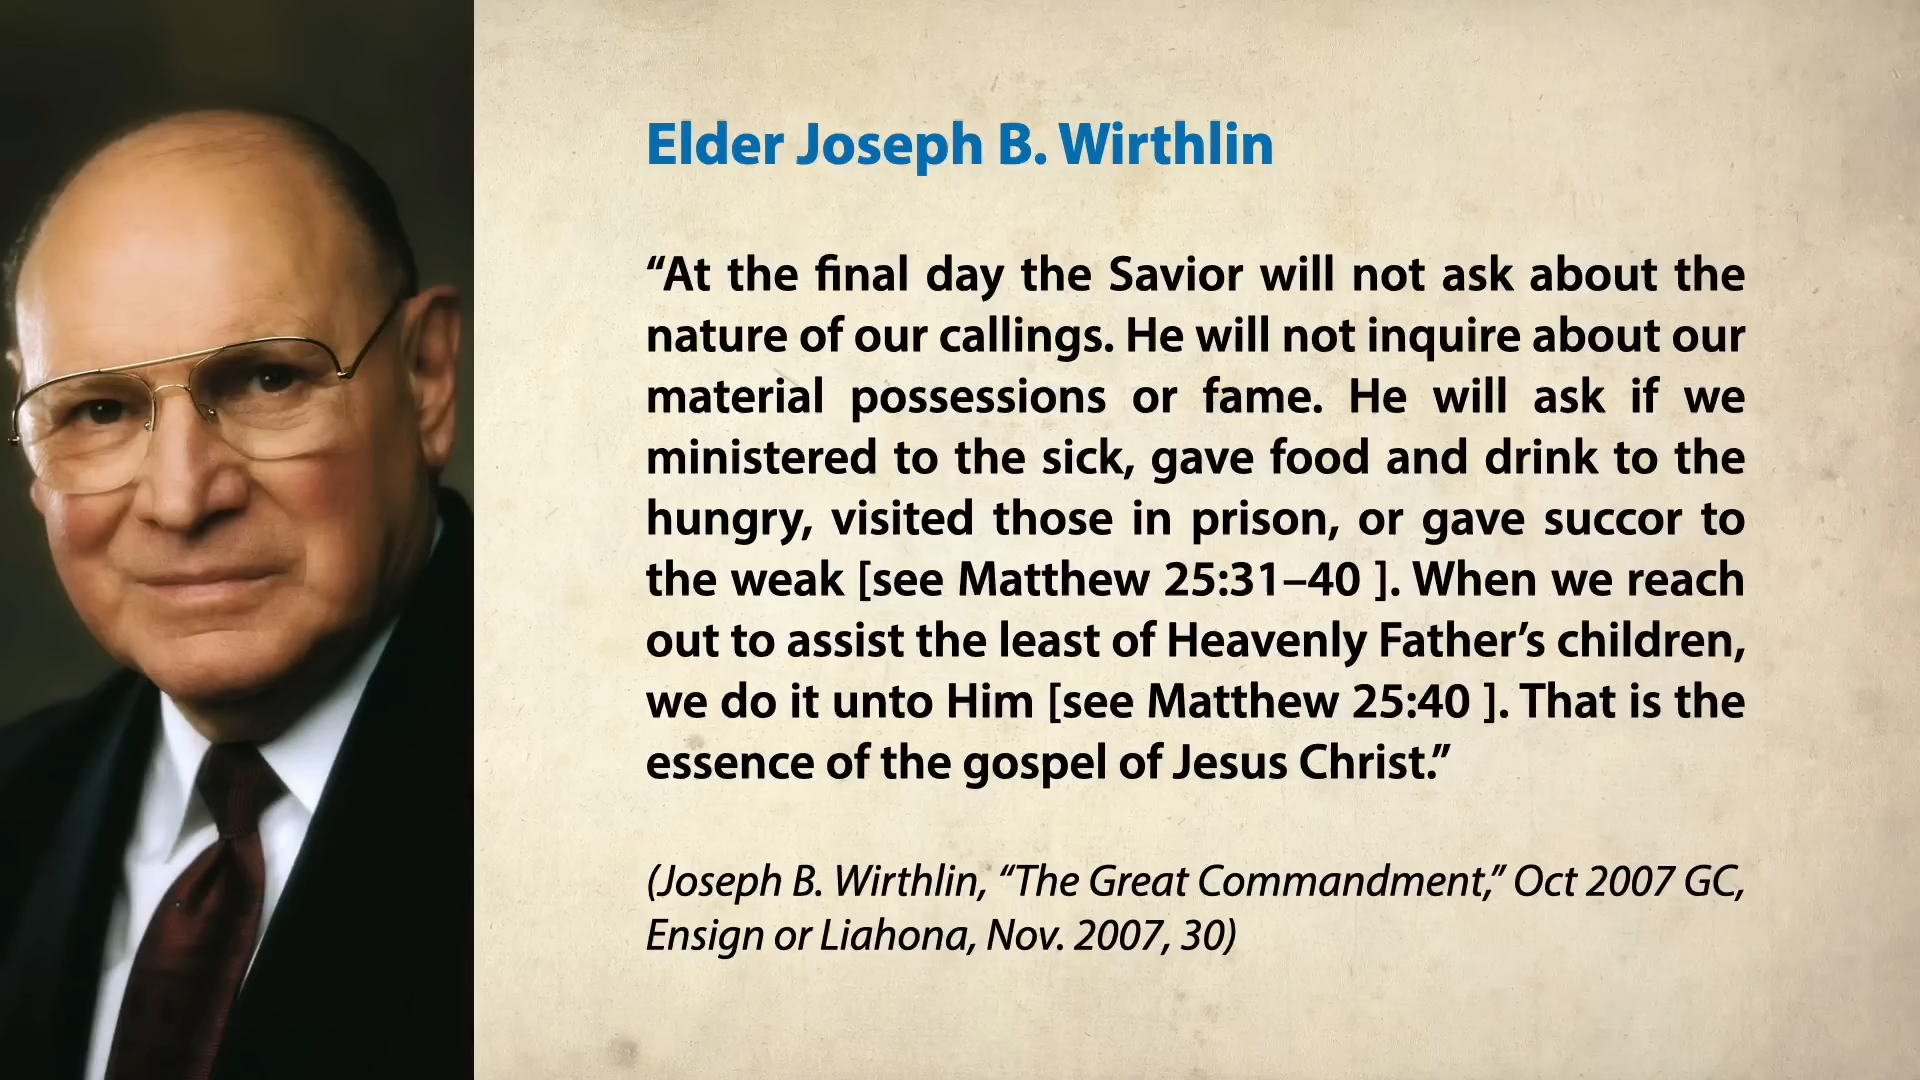 Elder Joseph B. Wirthlin
“At the final day the Savior will not ask about the
nature of our callings. He will not inquire about our
material possessions or fame. He will ask if we
ministered to the sick, gave food and drink to the
hungry, visited those in prison, or gave succor to
the weak [see Matthew 25:31–40 ]. When we reach
out to assist the least of Heavenly Father’s children,
we do it unto Him [see Matthew 25:40 ]. That is the
essence of the gospel of Jesus Christ.”
(Joseph B. Wirthlin, “The Great Commandment,” Oct 2007 GC,
Ensign or Liahona, Nov. 2007, 30)